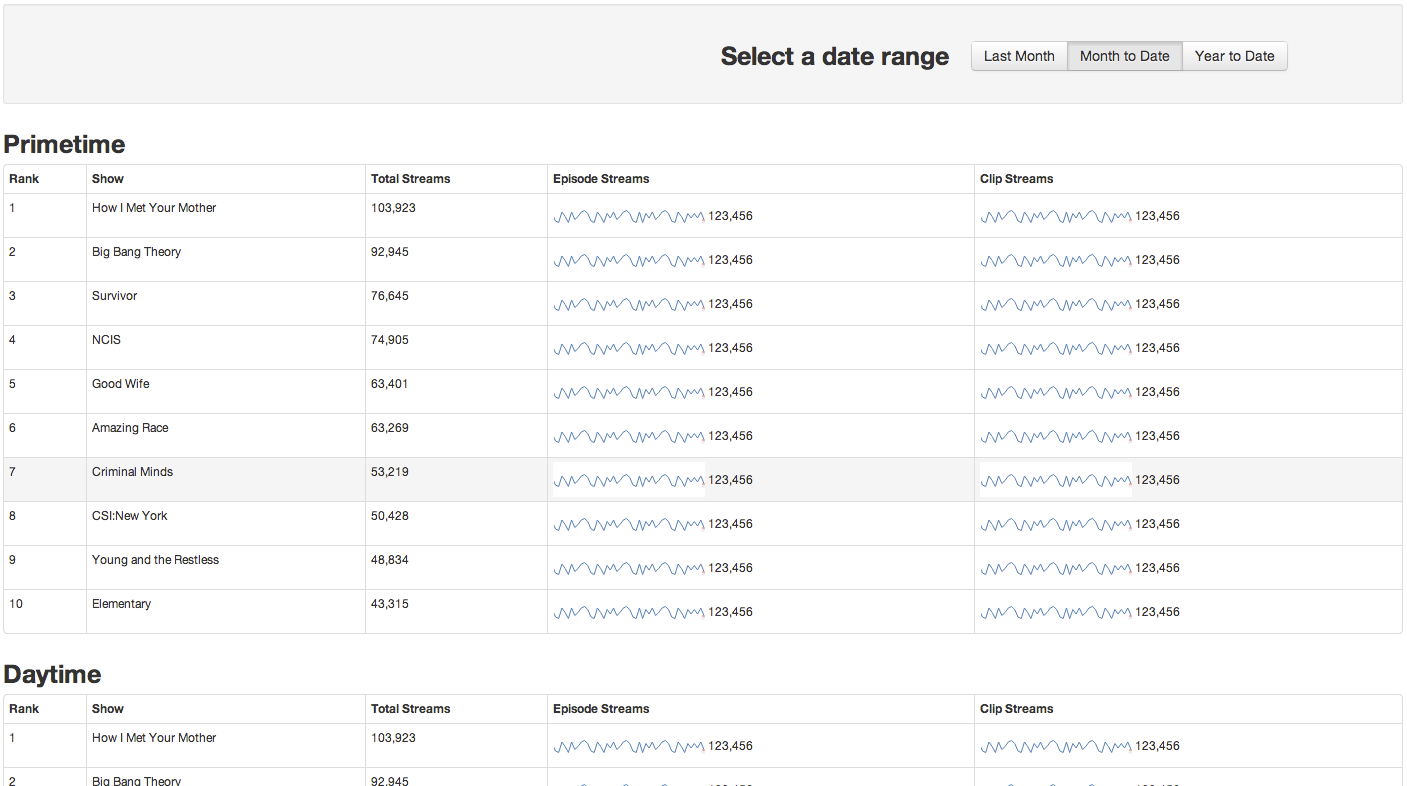 Select a date range Last Month Month to Date Year to Date
Primetime
Rank Show Total Streams Episode Streams Clip Streams
1 How I Met Your Mother 103,923 123,456 123,456
2 Big Bang Theory 92,945 123,456 123,456
3 Survivor 76,645 123,456 123,456
4 NCIS 74,905 123,456 123,456
5 Good Wife 63,401 123,456 123,456
6 Amazing Race 63,269 123,456 123,456
7 Criminal Minds 53,219 123,456 123,456
8 CSI:New York 50,428 123,456 123,456
9 Young and the Restless 48,834 123,456 123,456
10 Elementary 43,315 123,456 123,456
Daytime
Rank Show Total Streams Episode Streams Clip Streams
1 How I Met Your Mother 103,923 123,456 123,456
2 Big Bang Theory 92,945